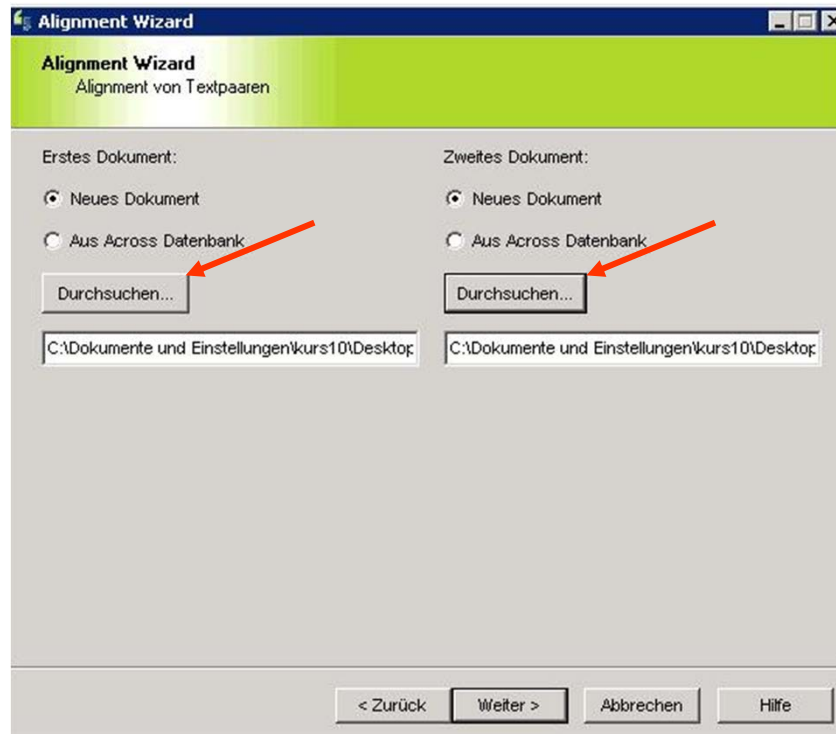 Alignment Wizard
Alignment Wizard
Alignment von Textpaaren
Erstes Dokument:
Zweites Dokument:
Neues Dokument
Neues Dokument
Aus Across Datenbank
Aus Across Datenbank
Durchsuchen...
Durchsuchen...
C:\Dokumente und Einstellungen\kurs10\Desktop
C:\Dokumente und Einstellungen\kurs10\Desktop
< Zurück
Weiter >
Abbrechen
Hilfe